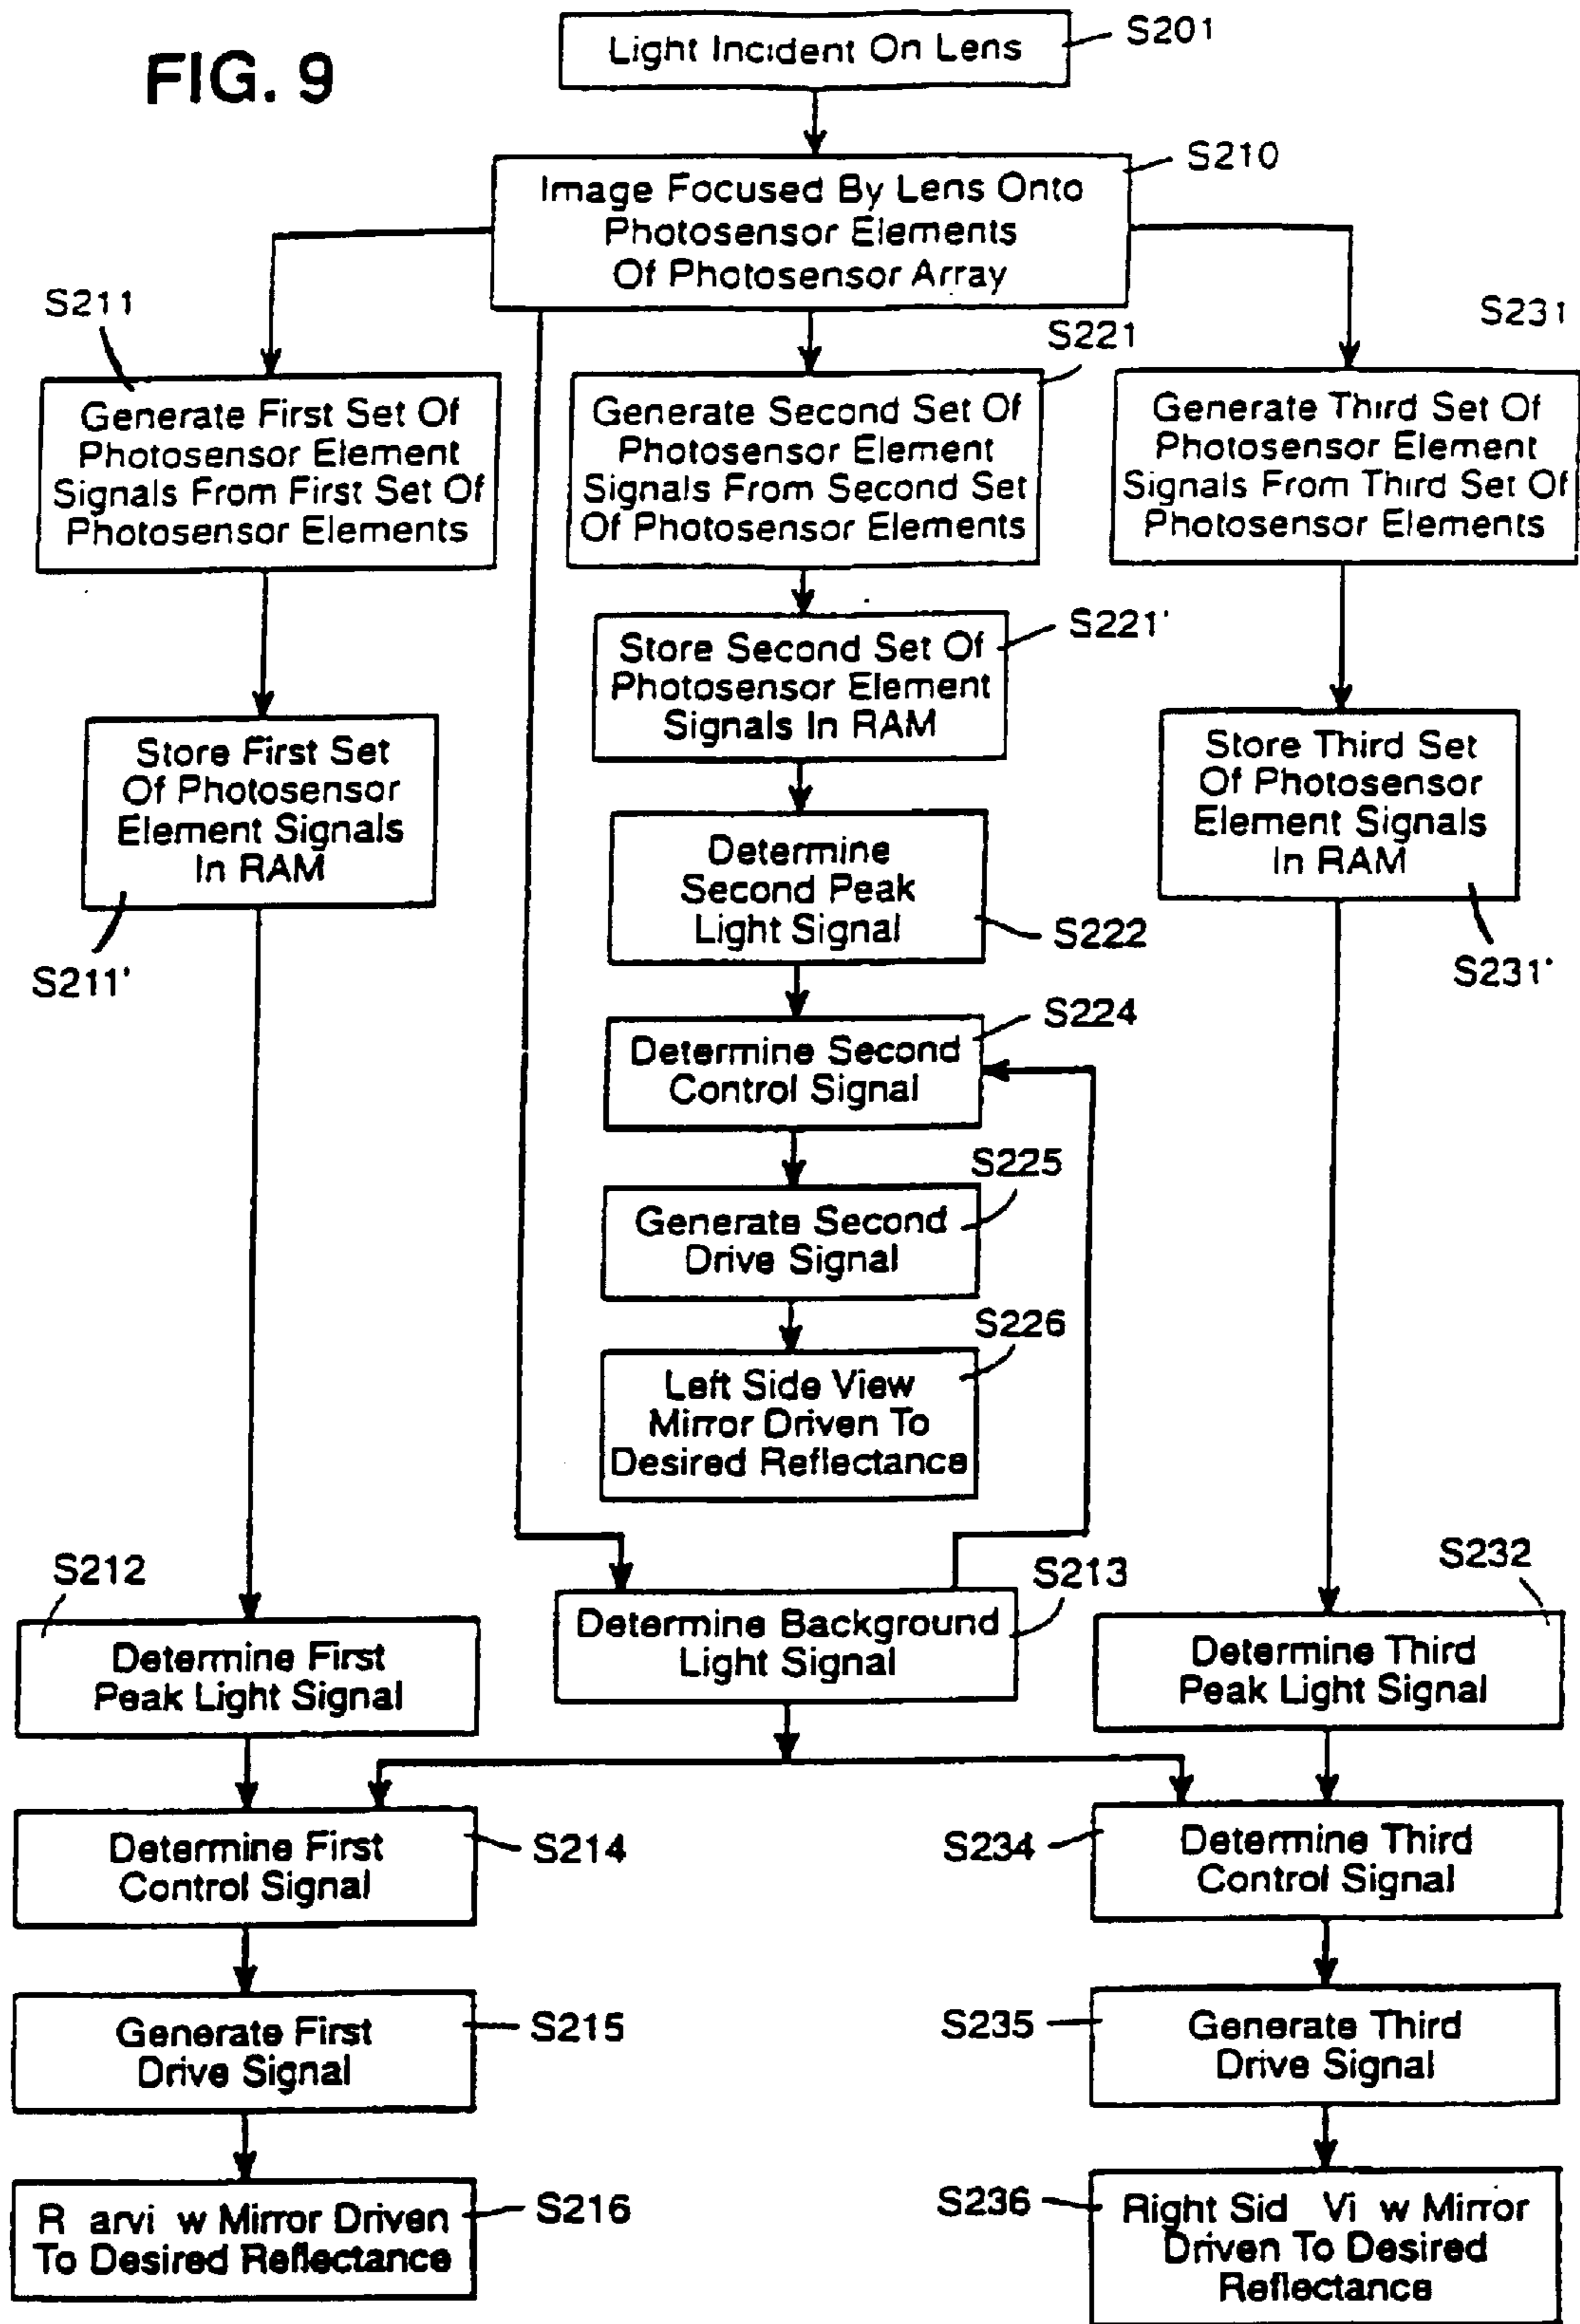 FIG. 9
Light Incident On Lens
S201
Image Focused By Lens Onto
Photosensor Elements
Of Photosensor Array
S210
S211
Generate First Set Of
Photosensor Element
Signals From First Set Of
Photosensor Elements
S221
Generate Second Set Of
Photosensor Element
Signals From Second Set
Of Photosensor Elements
S231
Generate Third Set Of
Photosensor Element
Signals From Third Set Of
Photosensor Elements
Store First Set
Of Photosensor
Element Signals
In RAM
S211'
Store Second Set Of
Photosensor Element
Signals In RAM
S221'
Store Third Set
Of Photosensor
Element Signals
In RAM
S231'
Determine
Second Peak
Light Signal
S222
Determine Second
Control Signal
S224
Generate Second
Drive Signal
S225
Left Side View
Mirror Driven To
Desired Reflectance
S226
S212
Determine First
Peak Light Signal
Determine Background
Light Signal
S213
S232
Determine Third
Peak Light Signal
Determine First
Control Signal
S214
S234
Determine Third
Control Signal
Generate First
Drive Signal
S215
S235
Generate Third
Drive Signal
R arvi w Mirror Driven
To Desired Reflectance
S216
S236
Right Sid Vi w Mirror
Driven To Desired
Reflectance